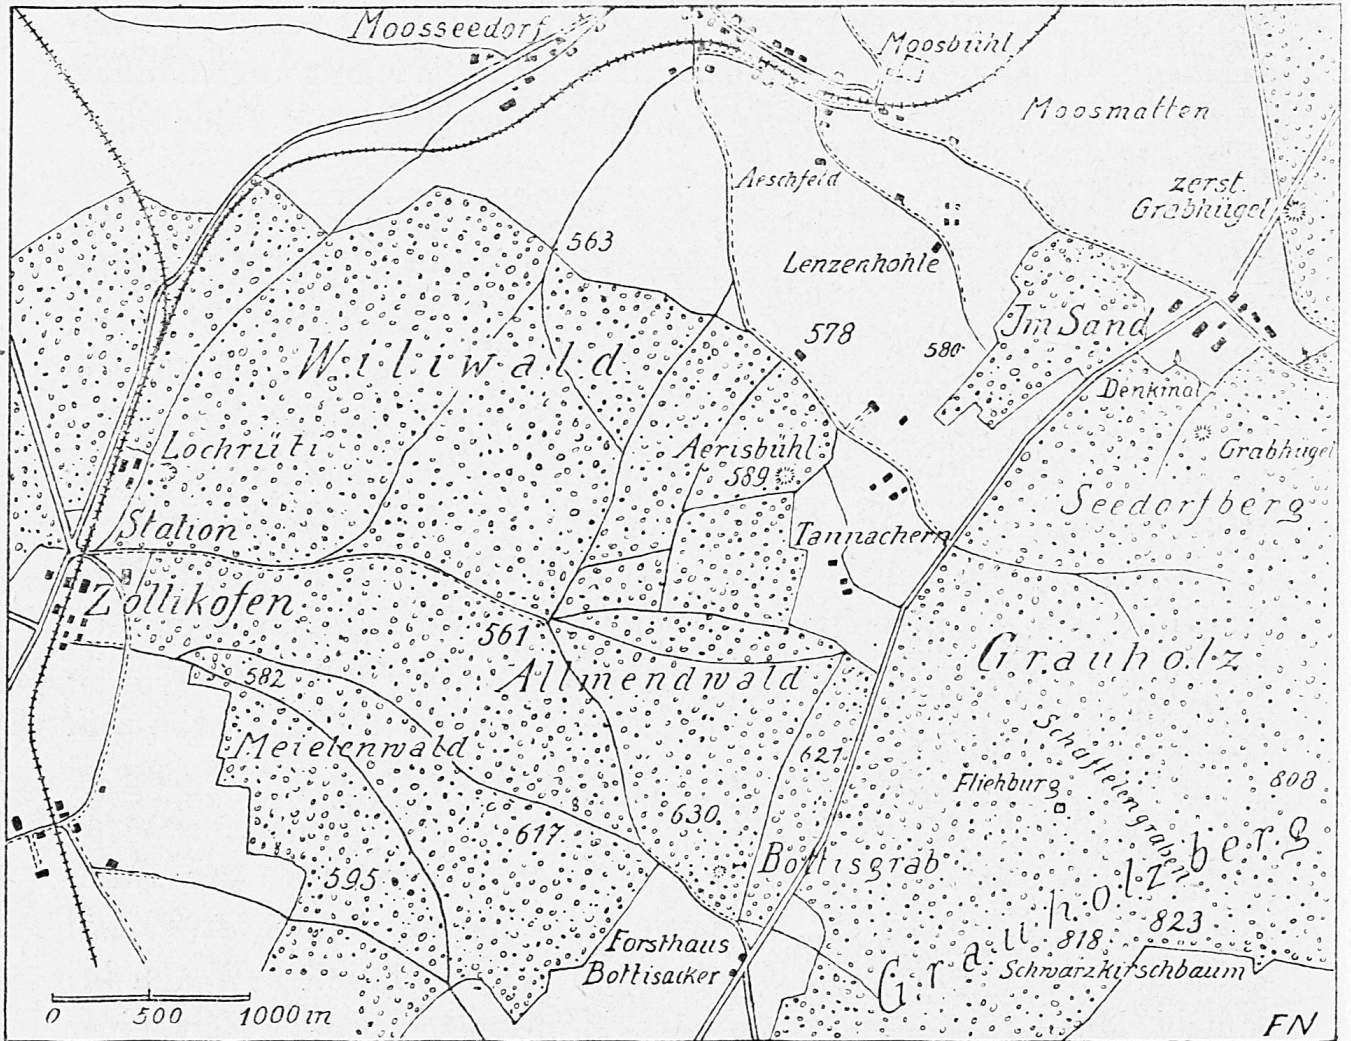 Moosseedorf
Moosbühl
Moosmatten
Aeschfeld
zerst.
Grabhügel
563
Lenzenhohle
Wiliwald
578
580
Jm Sand
Denkmal
Lochrüti
Aerisbühl
589
Grabhügel
Seedorfberg
Station
Tannachern
Zollikofen
561
Grauholz
582
Allmendwald
Meielenwald
621
Schafleiengraben
Fliehburg
808
630
617
Bottisgrab
595
Grauholzberg
818
823
Forsthaus
Bottisacker
Schwarzkirschbaum
0 500 1000 m
FN